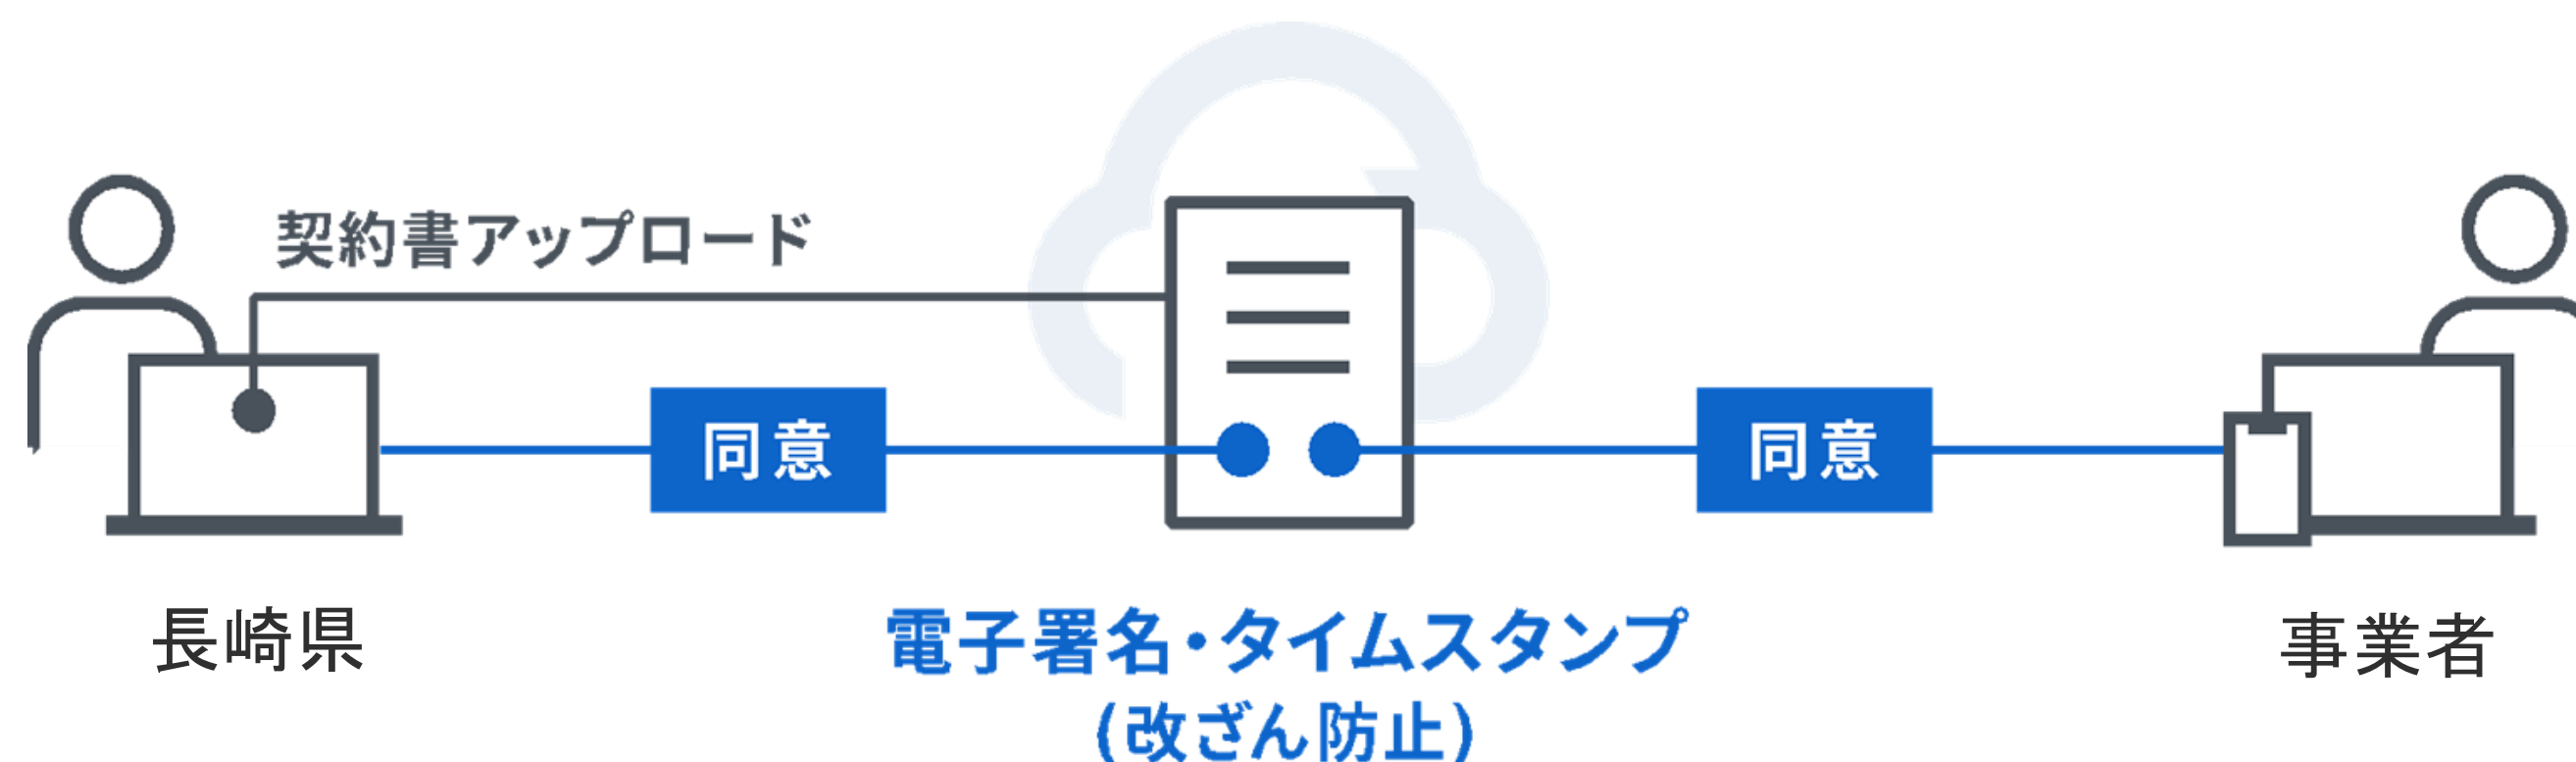 契約書アップロード
同意
同意
長崎県
電子署名・タイムスタンプ
(改ざん防止)
事業者